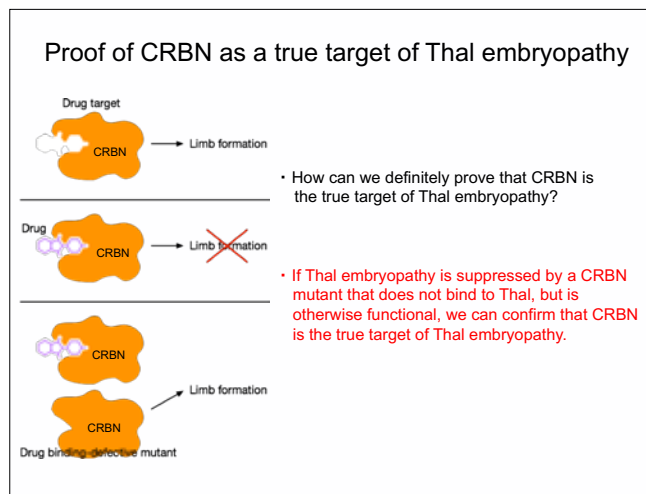 Proof of CRBN as a true target of Thal embryopathy
Drug target
CRBN
Limb formation
Drug
CRBN
Limb formation
CRBN
Limb formation
CRBN
Drug binding-defective mutant
・How can we definitely prove that CRBN is
the true target of Thal embryopathy?
・If Thal embryopathy is suppressed by a CRBN
mutant that does not bind to Thal, but is
otherwise functional, we can confirm that CRBN
is the true target of Thal embryopathy.